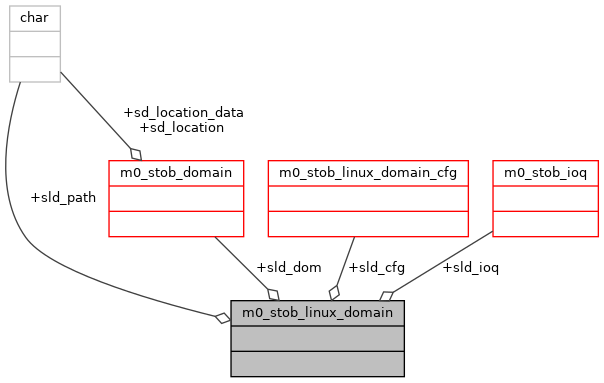 char
+sd_location_data
+sd_location
m0_stob_domain
m0_stob_linux_domain_cfg
m0_stob_ioq
+sld_path
+sld_dom
+sld_cfg
+sld_ioq
m0_stob_linux_domain